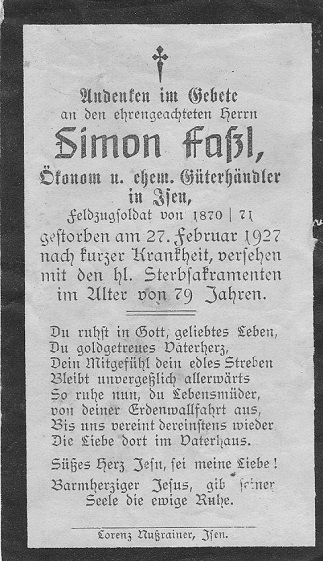 Andenken im Gebete
an den ehrengeachteten Herrn
Simon Faßl,
Ökonom u. ehem. Güterhändler
in Isen,
Feldzugsoldat von 1870 / 71
gestorben am 27. Februar 1927
nach kurzer Krankheit, versehen
mit den hl. Sterbsakramenten
im Alter von 79 Jahren.
Du ruhst in Gott, geliebtes Leben,
Du goldgetreues Vaterherz,
Dein Mitgefühl dein edles Streben
Bleibt unvergeßlich allerwärts
So ruhe nun, du Lebensmüder,
von deiner Erdenwallfahrt aus,
Bis uns vereint dereinstens wieder
Die Liebe dort im Vaterhaus.
Süßes Herz Jesu, sei meine Liebe!
Barmherziger Jesus, gib seiner
Seele die ewige Ruhe.
Lorenz Nußrainer, Isen.